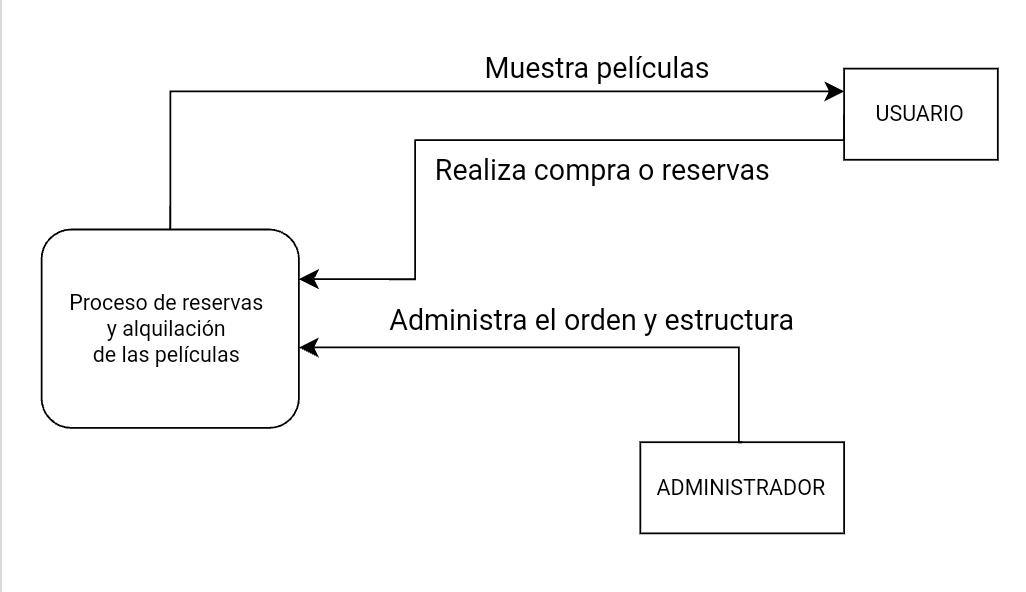 Muestra películas
USUARIO
Realiza compra o reservas
Proceso de reservas
y alquilación
de las películas
Administra el orden y estructura
ADMINISTRADOR